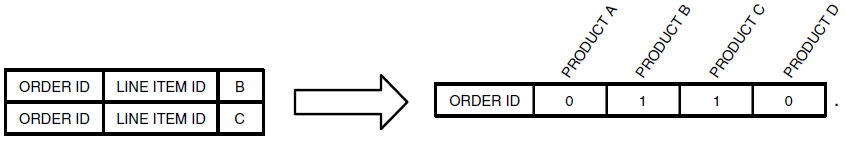 PRODUCT A
PRODUCT B
PRODUCT C
PRODUCT D
ORDER ID LINE ITEM ID B
ORDER ID LINE ITEM ID C
ORDER ID 0 1 1 0 .